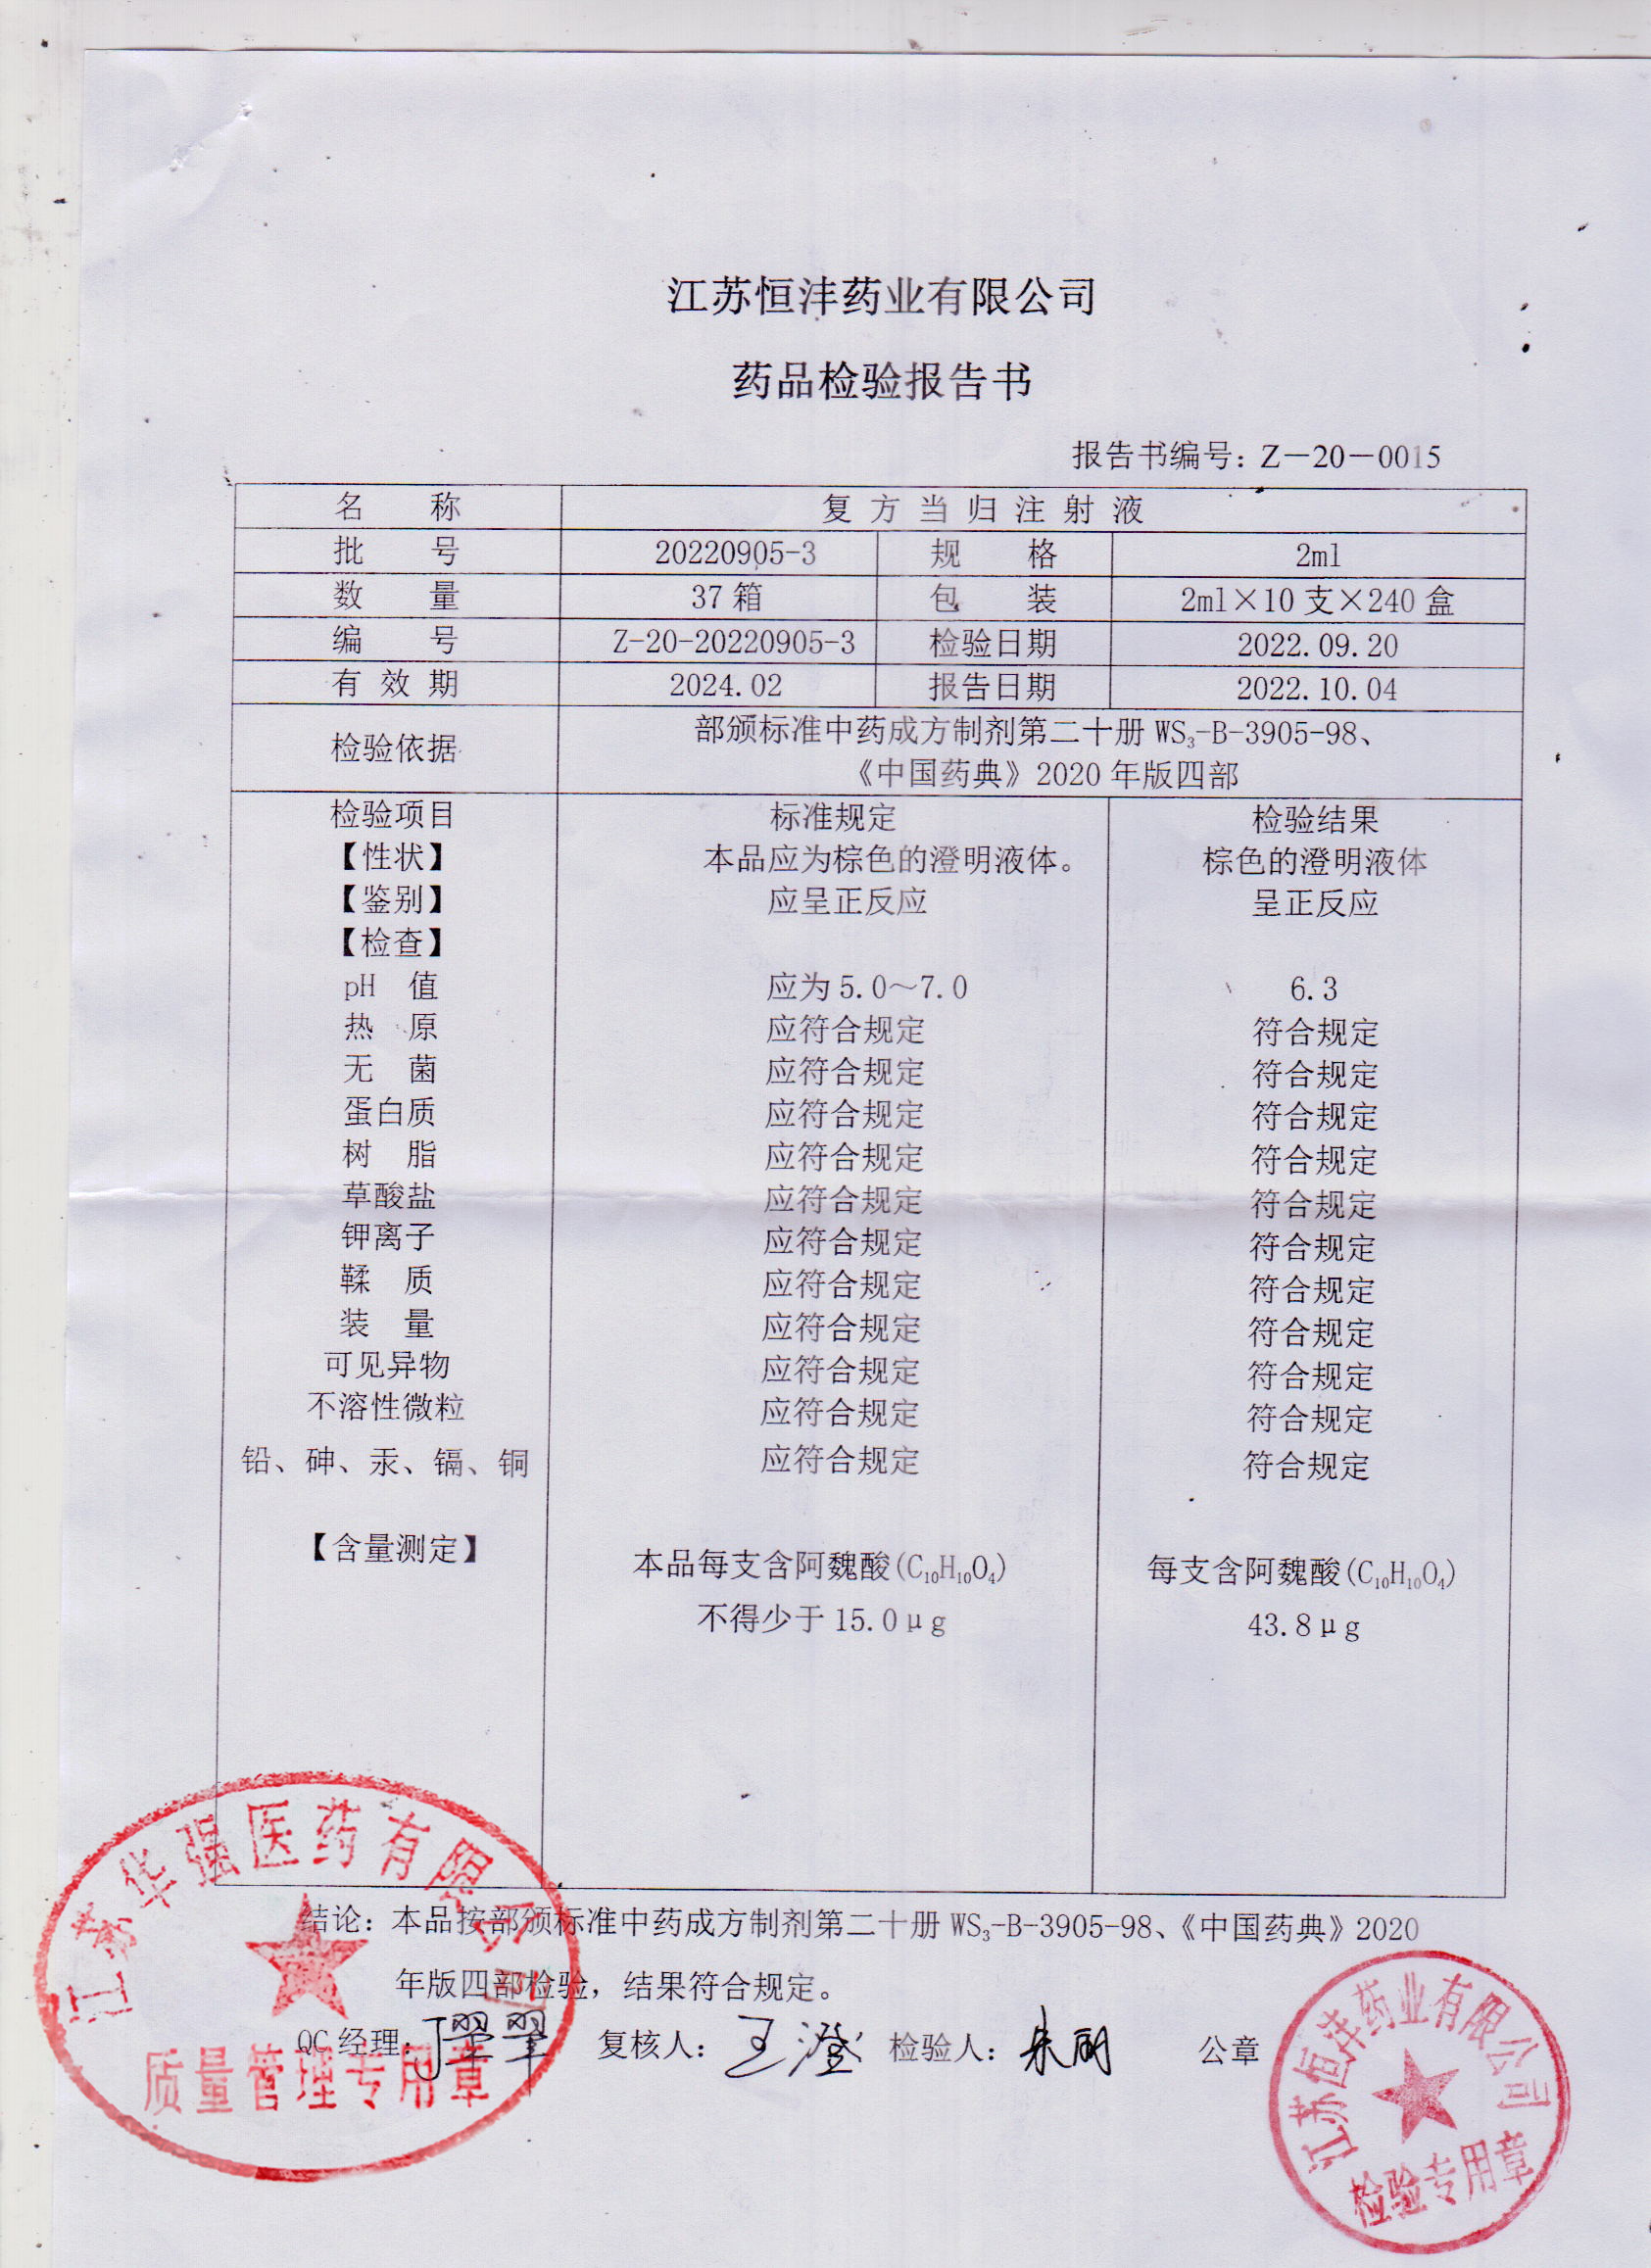 江苏恒沣药业有限公司
药品检验报告书
报告书编号：Z－20－0015
名 称 复方当归注射液
批 号 20220905-3 规 格 2ml
数 量 37箱 包 装 2ml×10支×240盒
编 号 Z-20-20220905-3 检验日期 2022.09.20
有效期 2024.02 报告日期 2022.10.04
检验依据 部颁标准中药成方制剂第二十册WS₃-B-3905-98、
《中国药典》2020年版四部
检验项目 标准规定 检验结果
【性状】 本品应为棕色的澄明液体。 棕色的澄明液体
【鉴别】 应呈正反应 呈正反应
【检查】
pH 值 应为5.0～7.0 6.3
热 原 应符合规定 符合规定
无 菌 应符合规定 符合规定
蛋白质 应符合规定 符合规定
树 脂 应符合规定 符合规定
草酸盐 应符合规定 符合规定
钾离子 应符合规定 符合规定
鞣 质 应符合规定 符合规定
装 量 应符合规定 符合规定
可见异物 应符合规定 符合规定
不溶性微粒 应符合规定 符合规定
铅、砷、汞、镉、铜 应符合规定 符合规定
【含量测定】 本品每支含阿魏酸(C₁₀H₁₀O₄) 每支含阿魏酸(C₁₀H₁₀O₄)
不得少于15.0μg 43.8μg
结论：本品按部颁标准中药成方制剂第二十册WS₃-B-3905-98、《中国药典》2020
年版四部检验，结果符合规定。
QC经理： 复核人：王澄 检验人：朱丽 公章
江苏华强医药有限公司
质量管理专用章
江苏恒沣药业有限公司
检验专用章